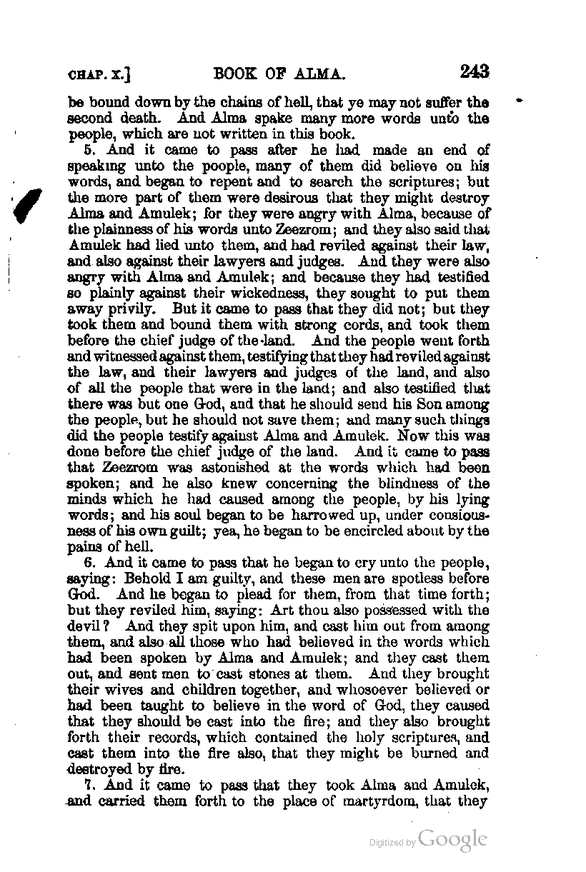 CHAP. X.] BOOK OF ALMA. 243
be bound down by the chains of hell, that ye may not suffer the
second death. And Alma spake many more words unto the
people, which are not written in this book.
5. And it came to pass after he had made an end of
speaking unto the poople, many of them did believe on his
words, and began to repent and to search the scriptures; but
the more part of them were desirous that they might destroy
Alma and Amulek; for they were angry with Alma, because of
the plainness of his words unto Zeezrom; and they also said that
Amulek had lied unto them, and had reviled against their law,
and also against their lawyers and judges. And they were also
angry with Alma and Amulek; and because they had testified
so plainly against their wickedness, they sought to put them
away privily. But it came to pass that they did not; but they
took them and bound them with strong cords, and took them
before the chief judge of the land. And the people went forth
and witnessed against them, testifying that they had reviled against
the law, and their lawyers and judges of the land, and also
of all the people that were in the land; and also testified that
there was but one God, and that he should send his Son among
the people, but he should not save them; and many such things
did the people testify against Alma and Amulek. Now this was
done before the chief judge of the land. And it came to pass
that Zeezrom was astonished at the words which had been
spoken; and he also knew concerning the blindness of the
minds which he had caused among the people, by his lying
words; and his soul began to be harrowed up, under consious-
ness of his own guilt; yea, he began to be encircled about by the
pains of hell.
6. And it came to pass that he began to cry unto the people,
saying: Behold I am guilty, and these men are spotless before
God. And he began to plead for them, from that time forth;
but they reviled him, saying: Art thou also possessed with the
devil? And they spit upon him, and cast him out from among
them, and also all those who had believed in the words which
had been spoken by Alma and Amulek; and they cast them
out, and sent men to cast stones at them. And they brought
their wives and children together, and whosoever believed or
had been taught to believe in the word of God, they caused
that they should be cast into the fire; and they also brought
forth their records, which contained the holy scriptures, and
cast them into the fire also, that they might be burned and
destroyed by fire.
7. And it came to pass that they took Alma and Amulek,
and carried them forth to the place of martyrdom, that they
Digitized by Google